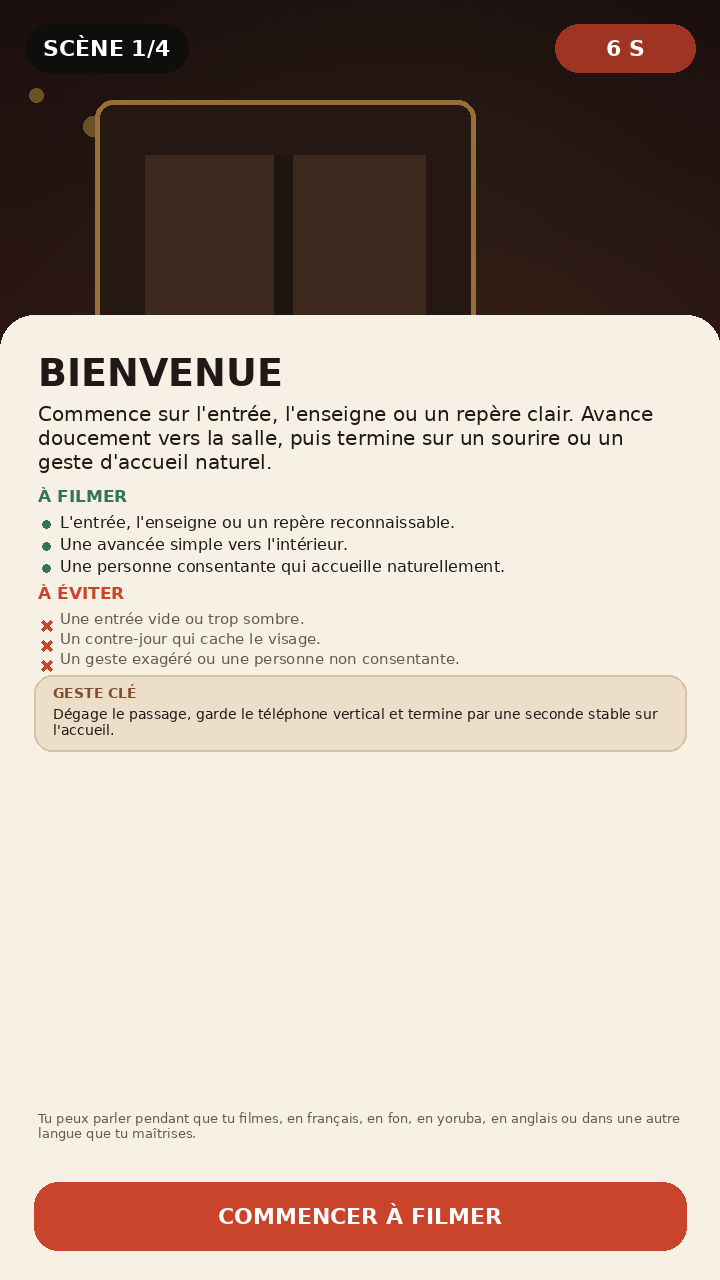 SCÈNE 1/4
6 S
BIENVENUE
Commence sur l'entrée, l'enseigne ou un repère clair. Avance
doucement vers la salle, puis termine sur un sourire ou un
geste d'accueil naturel.
À FILMER
L'entrée, l'enseigne ou un repère reconnaissable.
Une avancée simple vers l'intérieur.
Une personne consentante qui accueille naturellement.
À ÉVITER
Une entrée vide ou trop sombre.
Un contre-jour qui cache le visage.
Un geste exagéré ou une personne non consentante.
GESTE CLÉ
Dégage le passage, garde le téléphone vertical et termine par une seconde stable sur
l'accueil.
Tu peux parler pendant que tu filmes, en français, en fon, en yoruba, en anglais ou dans une autre
langue que tu maîtrises.
COMMENCER À FILMER